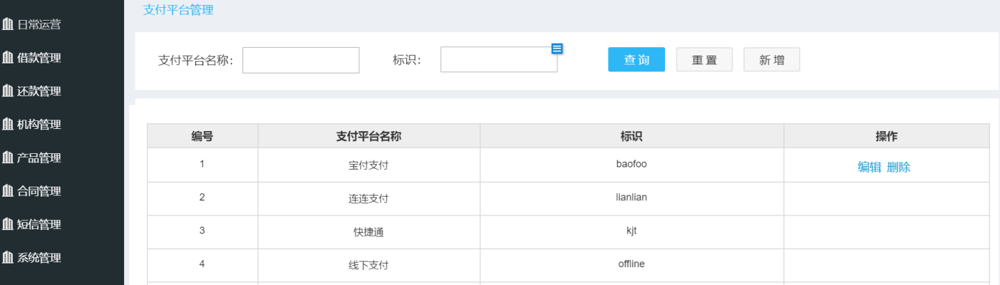 支付平台管理
日常运营
借款管理
还款管理
机构管理
产品管理
合同管理
短信管理
系统管理
支付平台名称: 标识: 查询 重置 新增
编号 支付平台名称 标识 操作
1 宝付支付 baofoo 编辑 删除
2 连连支付 lianlian
3 快捷通 kjt
4 线下支付 offline